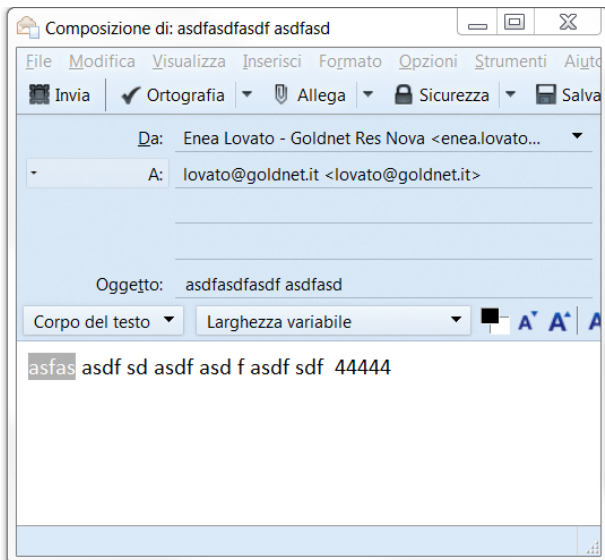 Composizione di: asdfasdfasdf asdfasd
File Modifica Visualizza Inserisci Formato Opzioni Strumenti Aiuto
Invia Ortografia Allega Sicurezza Salva
Da: Enea Lovato - Goldnet Res Nova <enea.lovato...
A: lovato@goldnet.it <lovato@goldnet.it>
Oggetto: asdfasdfasdf asdfasd
Corpo del testo Larghezza variabile A A A
asfas asdf sd asdf asd f asdf sdf 44444